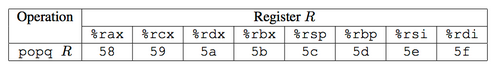 Operation Register R
%rax %rcx %rdx %rbx %rsp %rbp %rsi %rdi
popq R 58 59 5a 5b 5c 5d 5e 5f